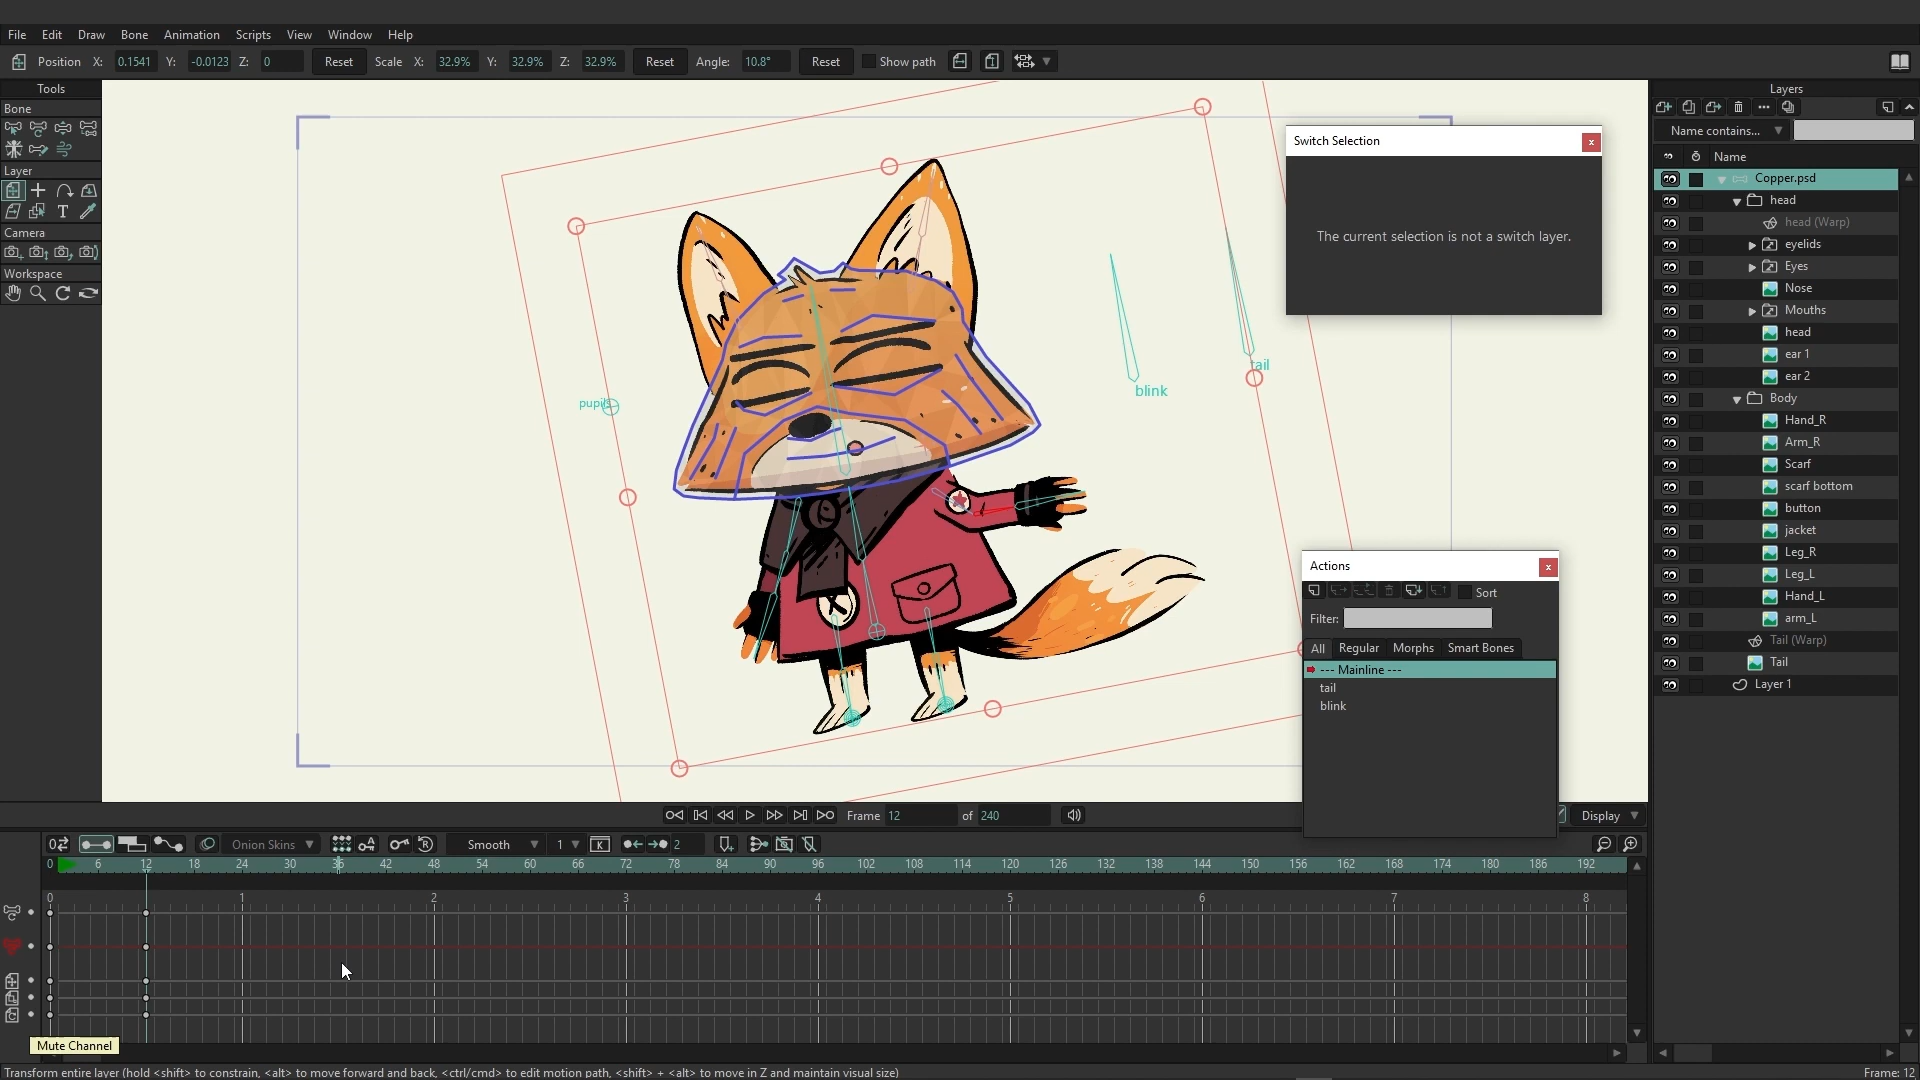 File Edit Draw Bone Animation Scripts View Window Help
Position X: 0.1541 Y: -0.0123 Z: 0 Reset Scale X: 32.9% Y: 32.9% Z: 32.9% Reset Angle: 10.8° Reset Show path
Tools
Bone
Layer
Camera
Workspace
pupils
blink
tail
Switch Selection
The current selection is not a switch layer.
Actions
Sort
Filter:
All Regular Morphs Smart Bones
--- Mainline ---
tail
blink
Layers
Name contains...
Name
Copper.psd
head
head (Warp)
eyelids
Eyes
Nose
Mouths
head
ear 1
ear 2
Body
Hand_R
Arm_R
Scarf
scarf bottom
button
jacket
Leg_R
Leg_L
Hand_L
arm_L
Tail (Warp)
Tail
Layer 1
Frame 12 of 240 Display
Onion Skins Smooth 1 2
0 6 12 18 24 30 36 42 48 54 60 66 72 78 84 90 96 102 108 114 120 126 132 138 144 150 156 162 168 174 180 186 192
0 1 2 3 4 5 6 7 8
Mute Channel
Transform entire layer (hold <shift> to constrain, <alt> to move forward and back, <ctrl/cmd> to edit motion path, <shift> + <alt> to move in Z and maintain visual size)
Frame: 12